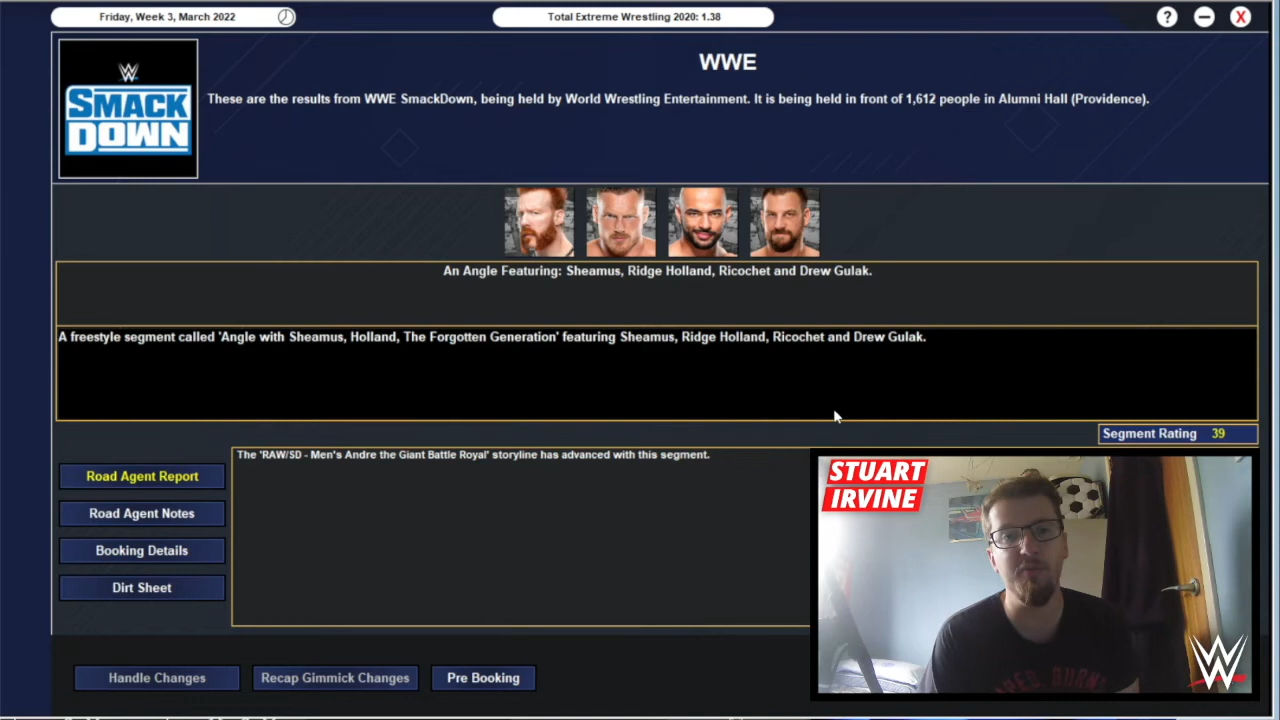 Friday, Week 3, March 2022
Total Extreme Wrestling 2020: 1.38
?
X
W
SMACK
DOWN
WWE
These are the results from WWE SmackDown, being held by World Wrestling Entertainment. It is being held in front of 1,612 people in Alumni Hall (Providence).
An Angle Featuring: Sheamus, Ridge Holland, Ricochet and Drew Gulak.
A freestyle segment called 'Angle with Sheamus, Holland, The Forgotten Generation' featuring Sheamus, Ridge Holland, Ricochet and Drew Gulak.
Segment Rating 39
Road Agent Report
Road Agent Notes
Booking Details
Dirt Sheet
The 'RAW/SD - Men's Andre the Giant Battle Royal' storyline has advanced with this segment.
STUART
IRVINE
W
Handle Changes
Recap Gimmick Changes
Pre Booking